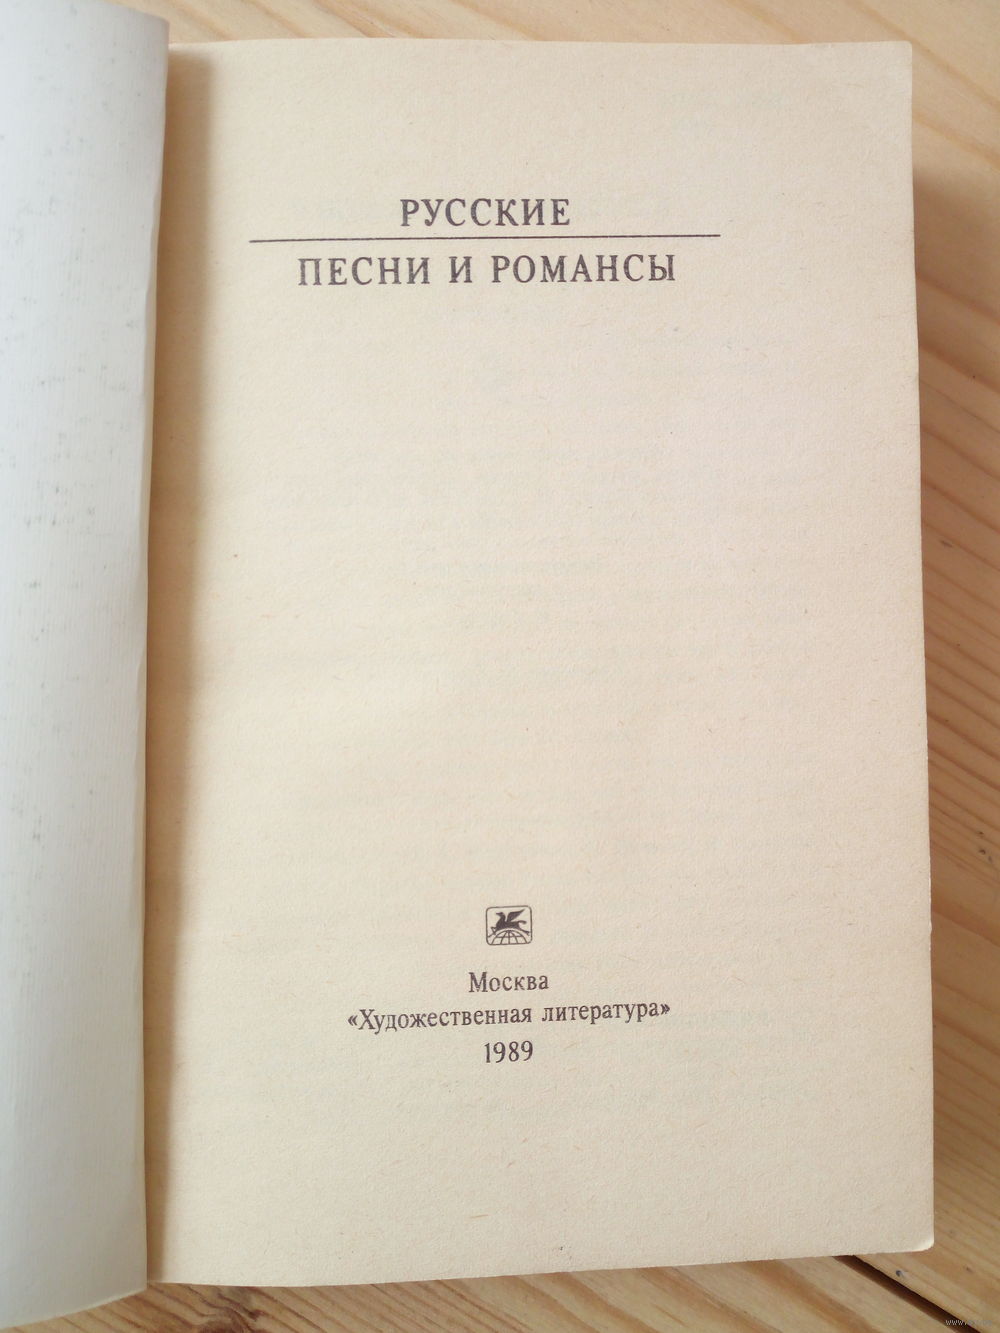 РУССКИЕ
ПЕСНИ И РОМАНСЫ
Москва
«Художественная литература»
1989